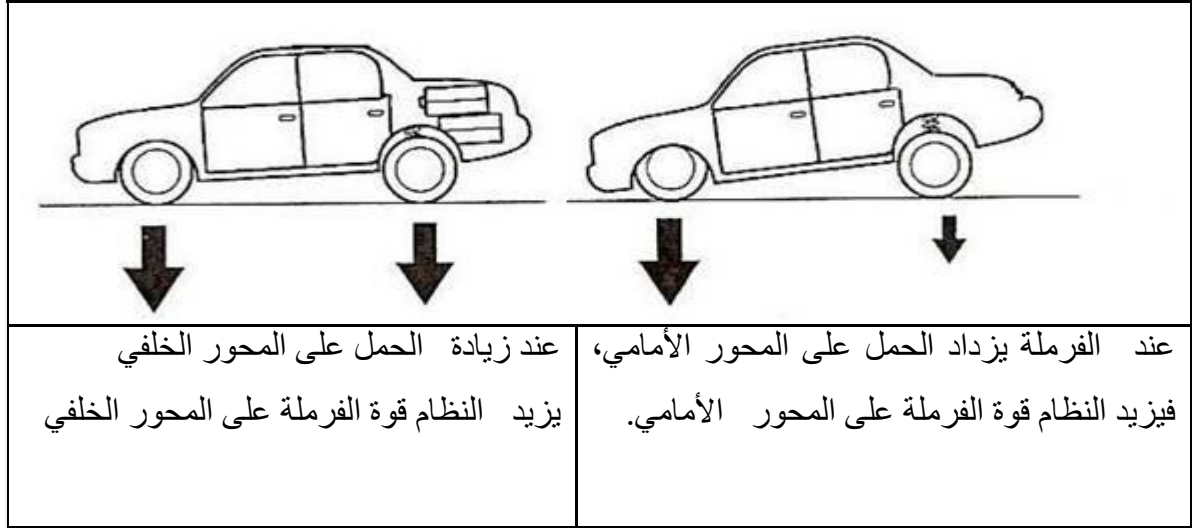 عند الفرملة يزداد الحمل على المحور الأمامي،
فيزيد النظام قوة الفرملة على المحور الأمامي.
عند زيادة الحمل على المحور الخلفي
يزيد النظام قوة الفرملة على المحور الخلفي